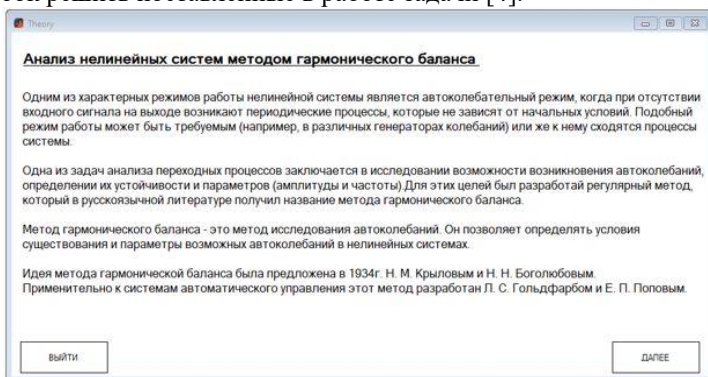 решить поставленные в работе задачи [4].
Theory
Анализ нелинейных систем методом гармонического баланса
Одним из характерных режимов работы нелинейной системы является автоколебательный режим, когда при отсутствии
входного сигнала на выходе возникают периодические процессы, которые не зависят от начальных условий. Подобный
режим работы может быть требуемым (например, в различных генераторах колебаний) или же к нему сходятся процессы
системы.
Одна из задач анализа переходных процессов заключается в исследовании возможности возникновения автоколебаний,
определении их устойчивости и параметров (амплитуды и частоты).Для этих целей был разработай регулярный метод,
который в русскоязычной литературе получил название метода гармонического баланса.
Метод гармонического баланса - это метод исследования автоколебаний. Он позволяет определять условия
существования и параметры возможных автоколебаний в нелинейных системах.
Идея метода гармонической баланса была предложена в 1934г. Н. М. Крыловым и Н. Н. Боголюбовым.
Применительно к системам автоматического управления этот метод разработан Л. С. Гольдфарбом и Е. П. Поповым.
ВЫЙТИ
ДАЛЕЕ